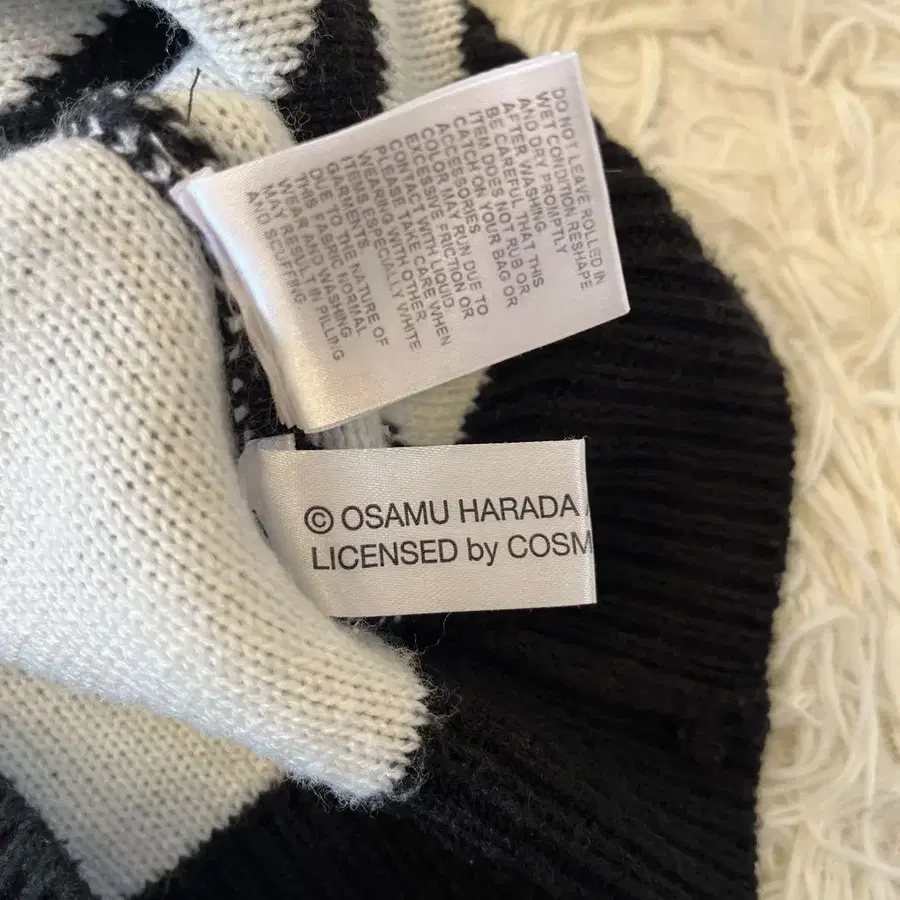 DO NOT LEAVE ROLLED IN
WET CONDITION RESHAPE
AND DRY PROMPTLY
AFTER WASHING
BE CAREFUL THAT THIS
ITEM DOES NOT RUB OR
CATCH ON YOUR BAG OR
ACCESSORIES
COLOR MAY RUN DUE TO
EXCESSIVE FRICTION OR
CONTACT WITH LIQUID
PLEASE TAKE CARE WHEN
WEARING WITH OTHER
ITEMS ESPECIALLY WHITE
GARMENTS
DUE TO THE NATURE OF
THIS FABRIC NORMAL
WEAR AND WASHING
MAY RESULT IN PILLING
AND SCUFFING
© OSAMU HARADA
LICENSED by COSM